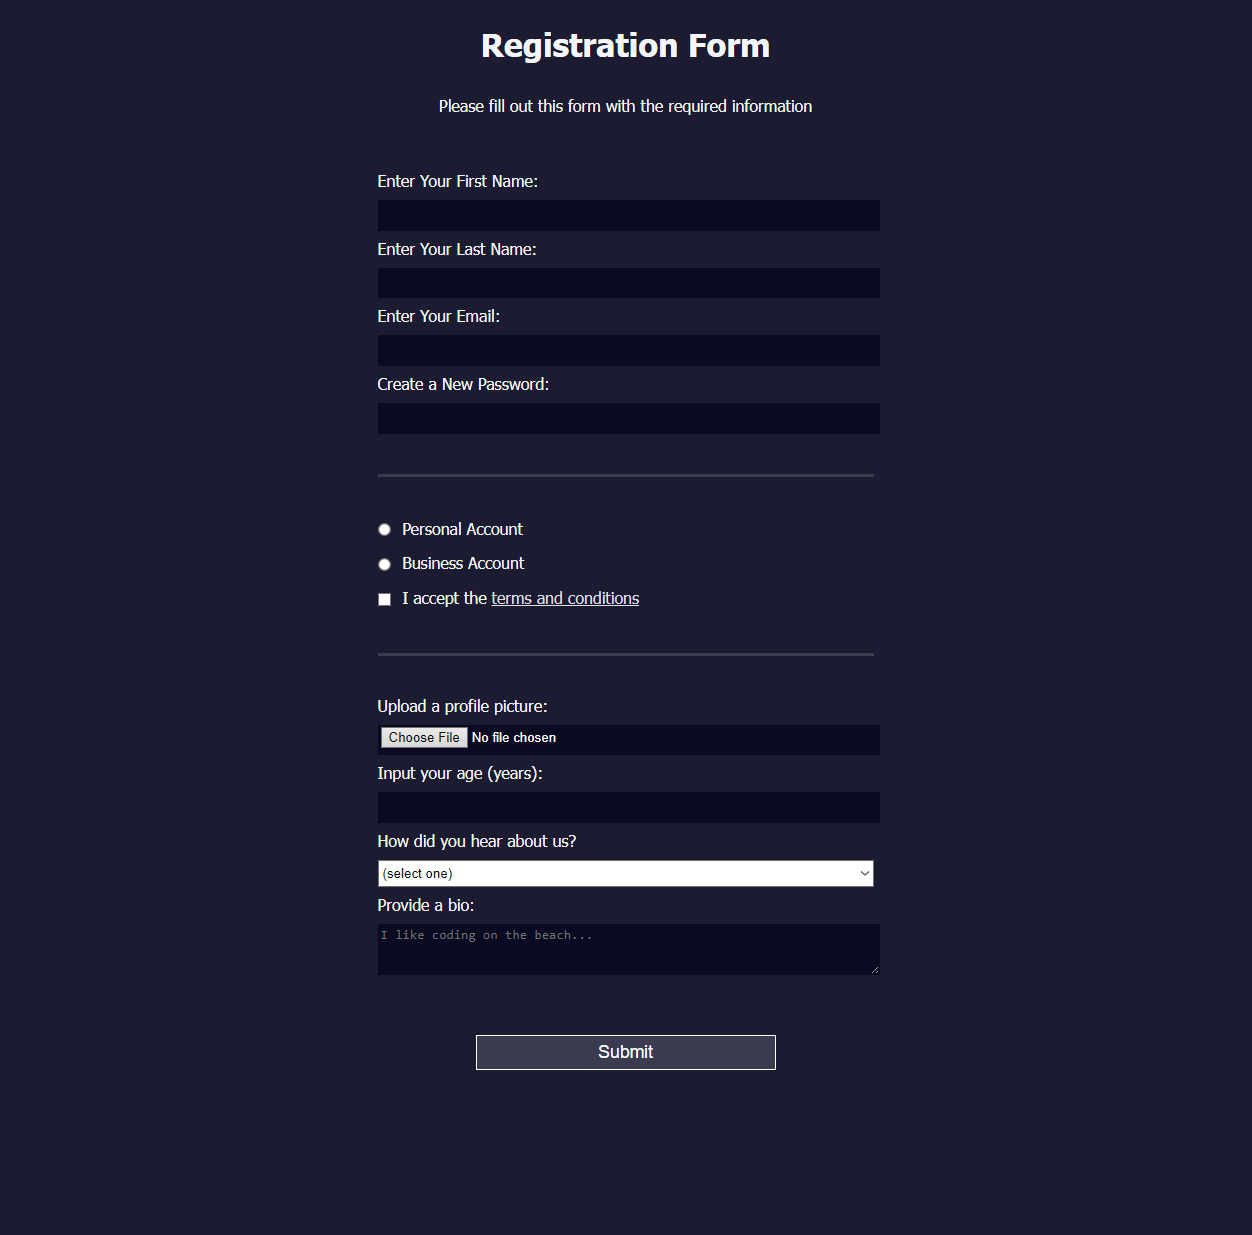 Registration Form
Please fill out this form with the required information
Enter Your First Name:
Enter Your Last Name:
Enter Your Email:
Create a New Password:
Personal Account
Business Account
I accept the terms and conditions
Upload a profile picture:
Choose File No file chosen
Input your age (years):
How did you hear about us?
(select one)
Provide a bio:
I like coding on the beach...
Submit